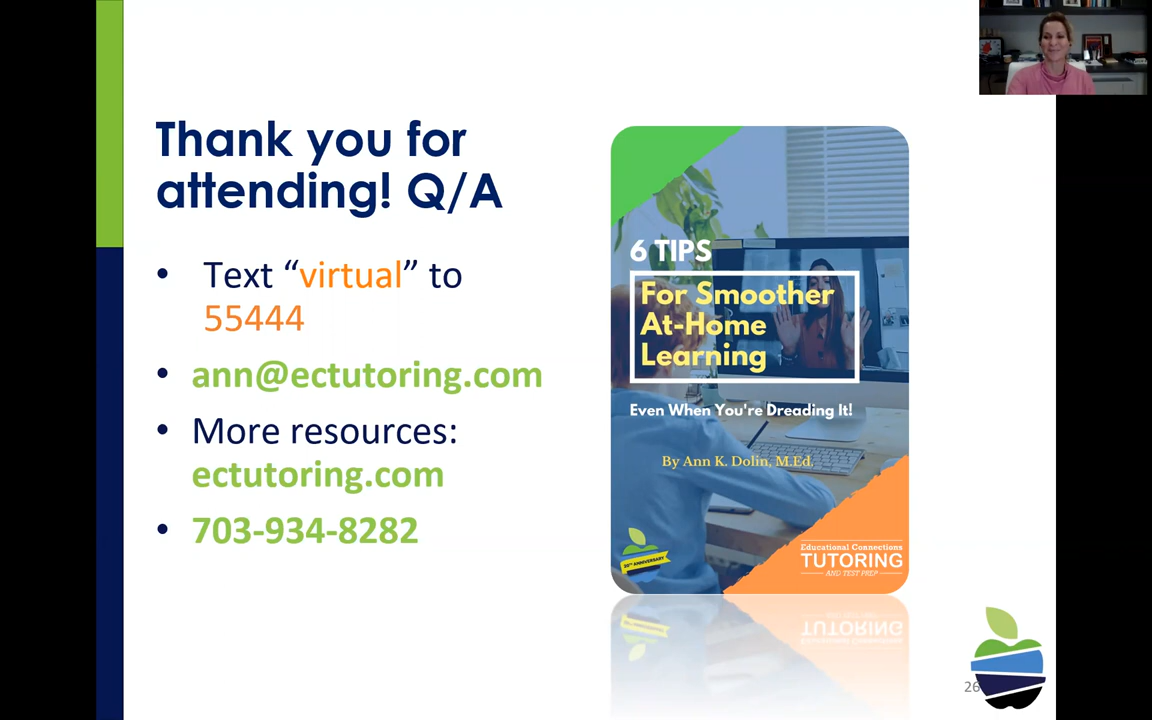 Thank you for
attending! Q/A
• Text “virtual” to
55444
• ann@ectutoring.com
• More resources:
ectutoring.com
• 703-934-8282
6 TIPS
For Smoother
At-Home
Learning
Even When You're Dreading It!
By Ann K. Dolin, M.Ed.
20TH ANNIVERSARY
Educational Connections
TUTORING
AND TEST PREP
26